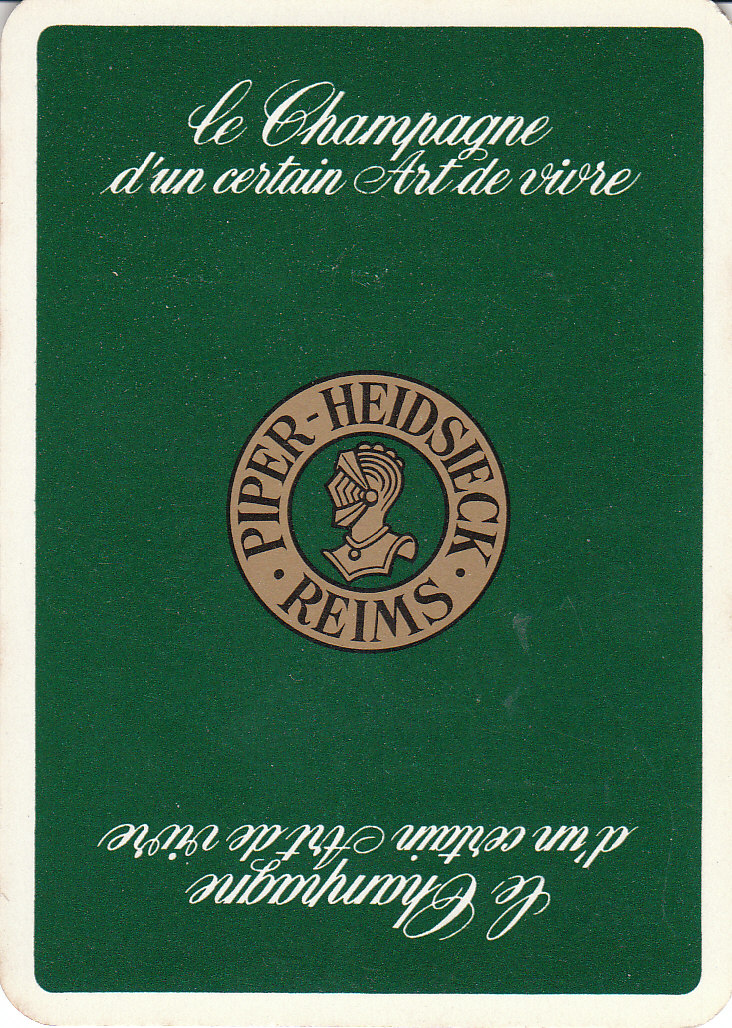 le Champagne
d'un certain Art de vivre
PIPER-HEIDSIECK
· REIMS ·
le Champagne
d'un certain Art de vivre